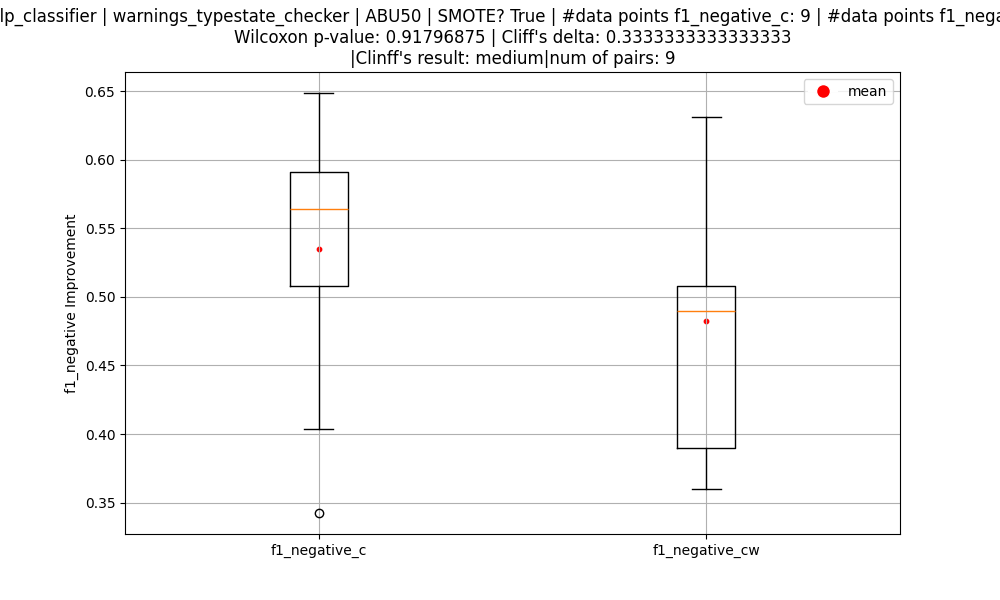 lp_classifier | warnings_typestate_checker | ABU50 | SMOTE? True | #data points f1_negative_c: 9 | #data points f1_nega
Wilcoxon p-value: 0.91796875 | Cliff's delta: 0.3333333333333333
|Clinff's result: medium|num of pairs: 9
mean
0.65
0.60
0.55
0.50
0.45
0.40
0.35
f1_negative Improvement
f1_negative_c
f1_negative_cw